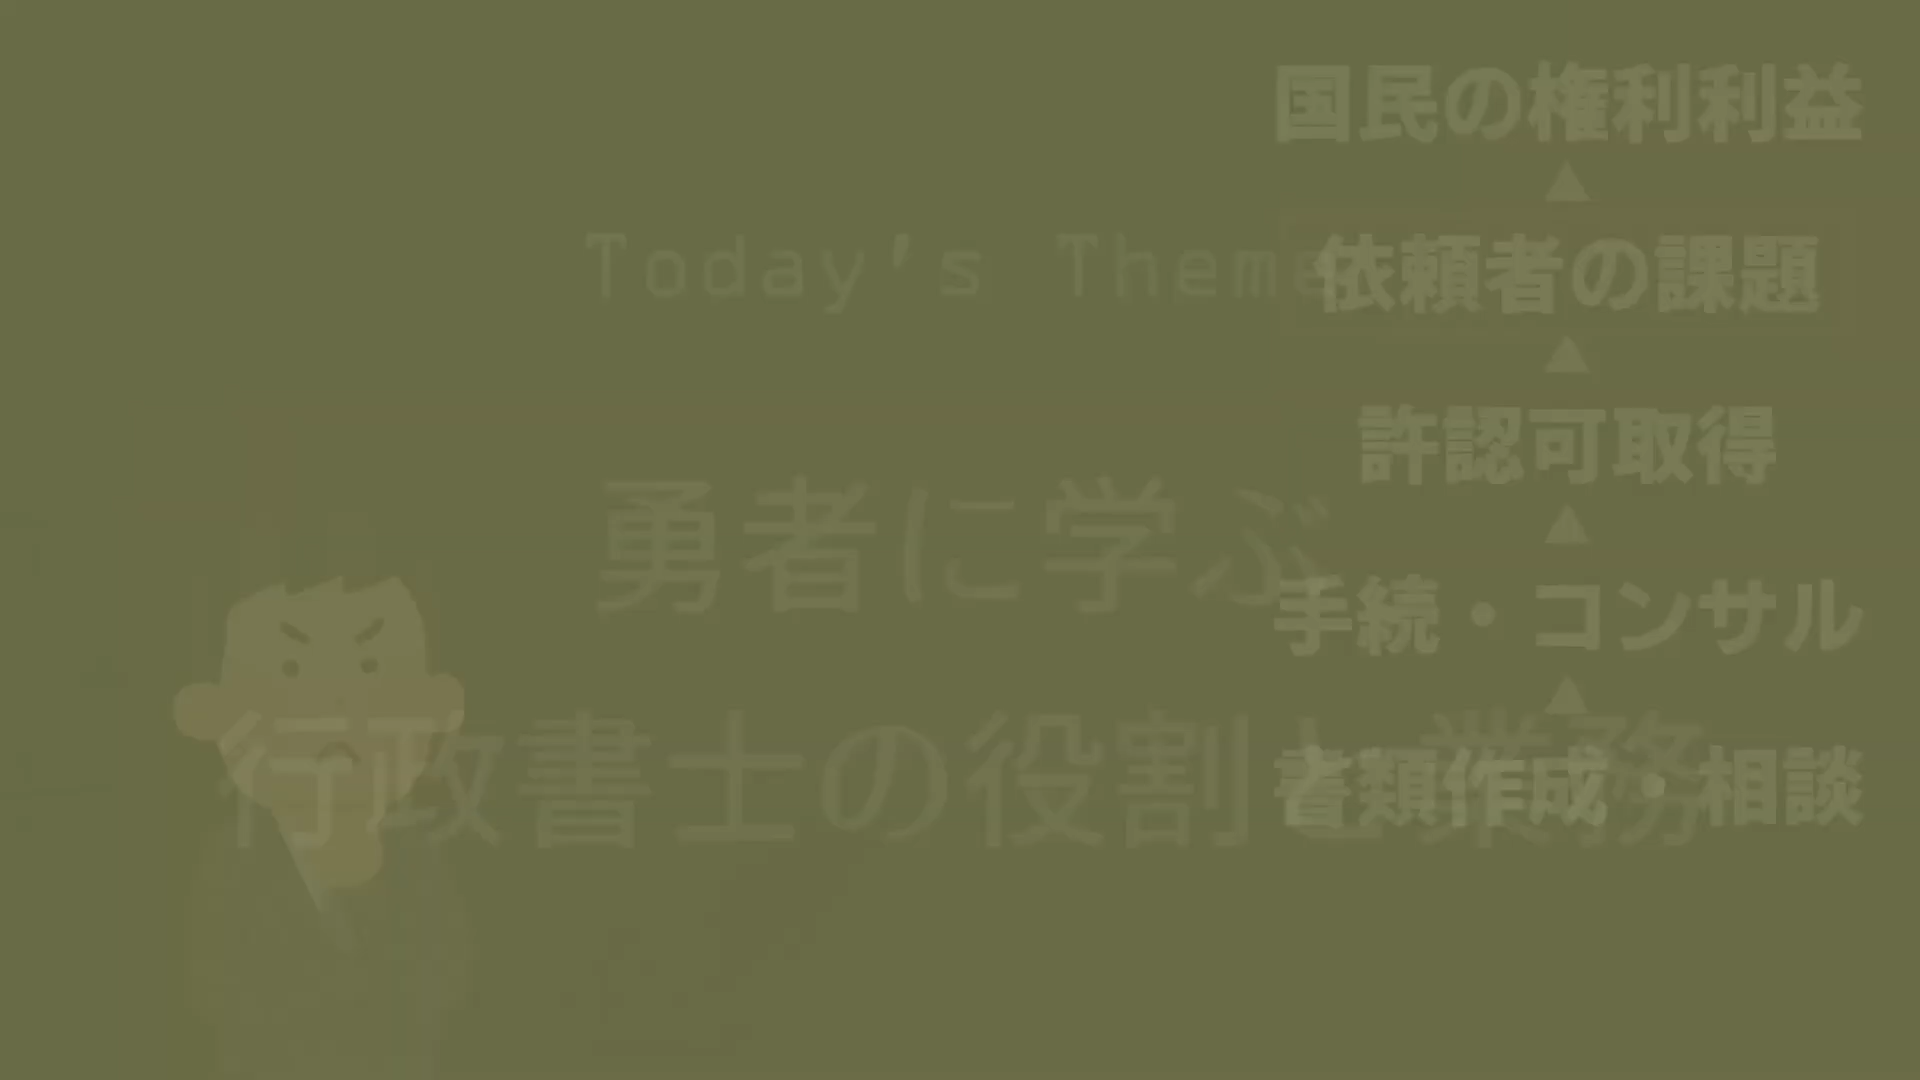 Today's Theme
勇者に学ぶ
行政書士の役割と業務
国民の権利利益
▲
依頼者の課題
▲
許認可取得
▲
手続・コンサル
▲
書類作成・相談